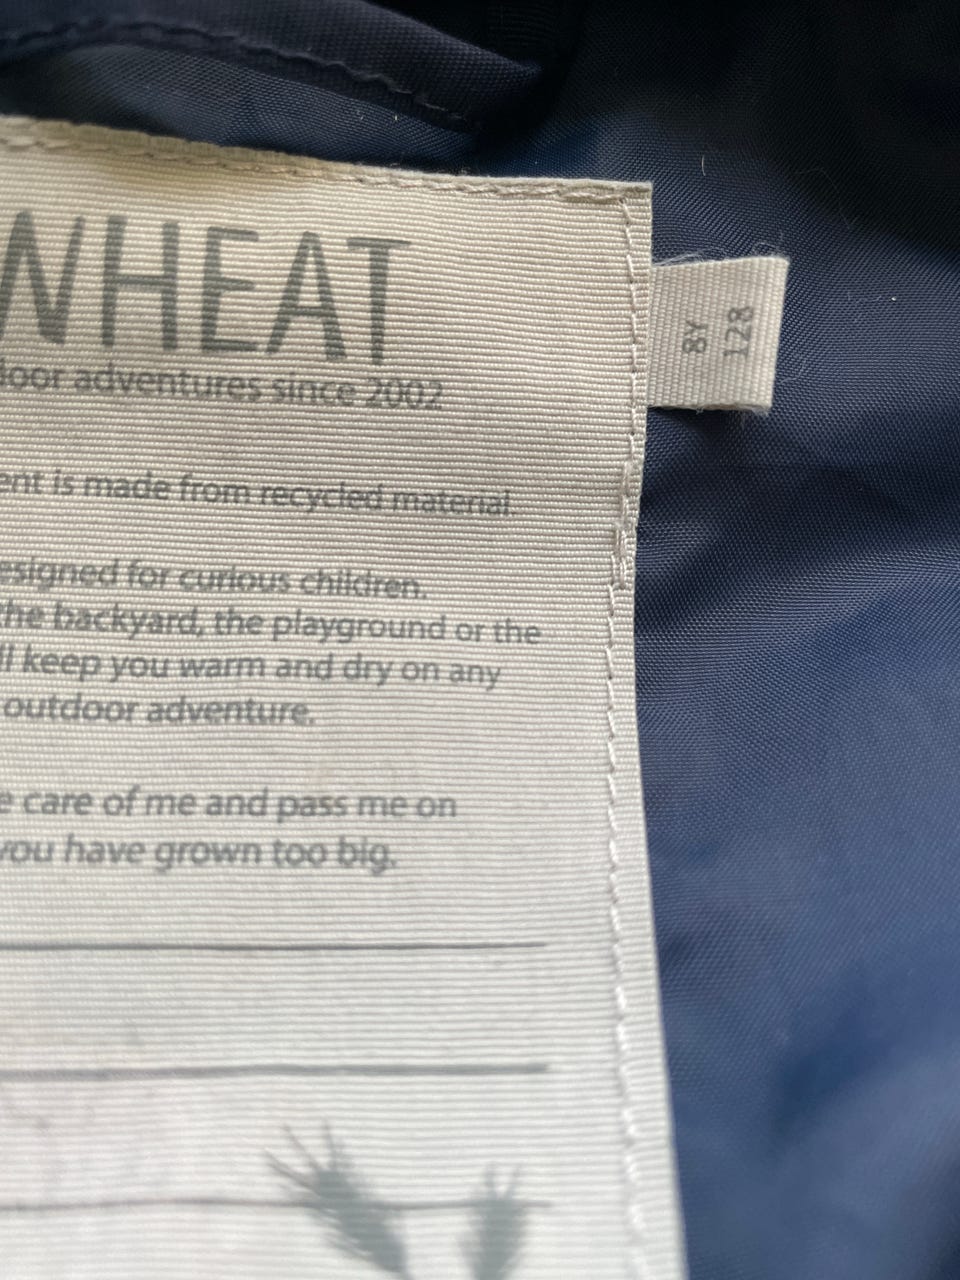 WHEAT
door adventures since 2002
ent is made from recycled material.
esigned for curious children.
the backyard, the playground or the
ll keep you warm and dry on any
outdoor adventure.
e care of me and pass me on
you have grown too big.
8Y
128